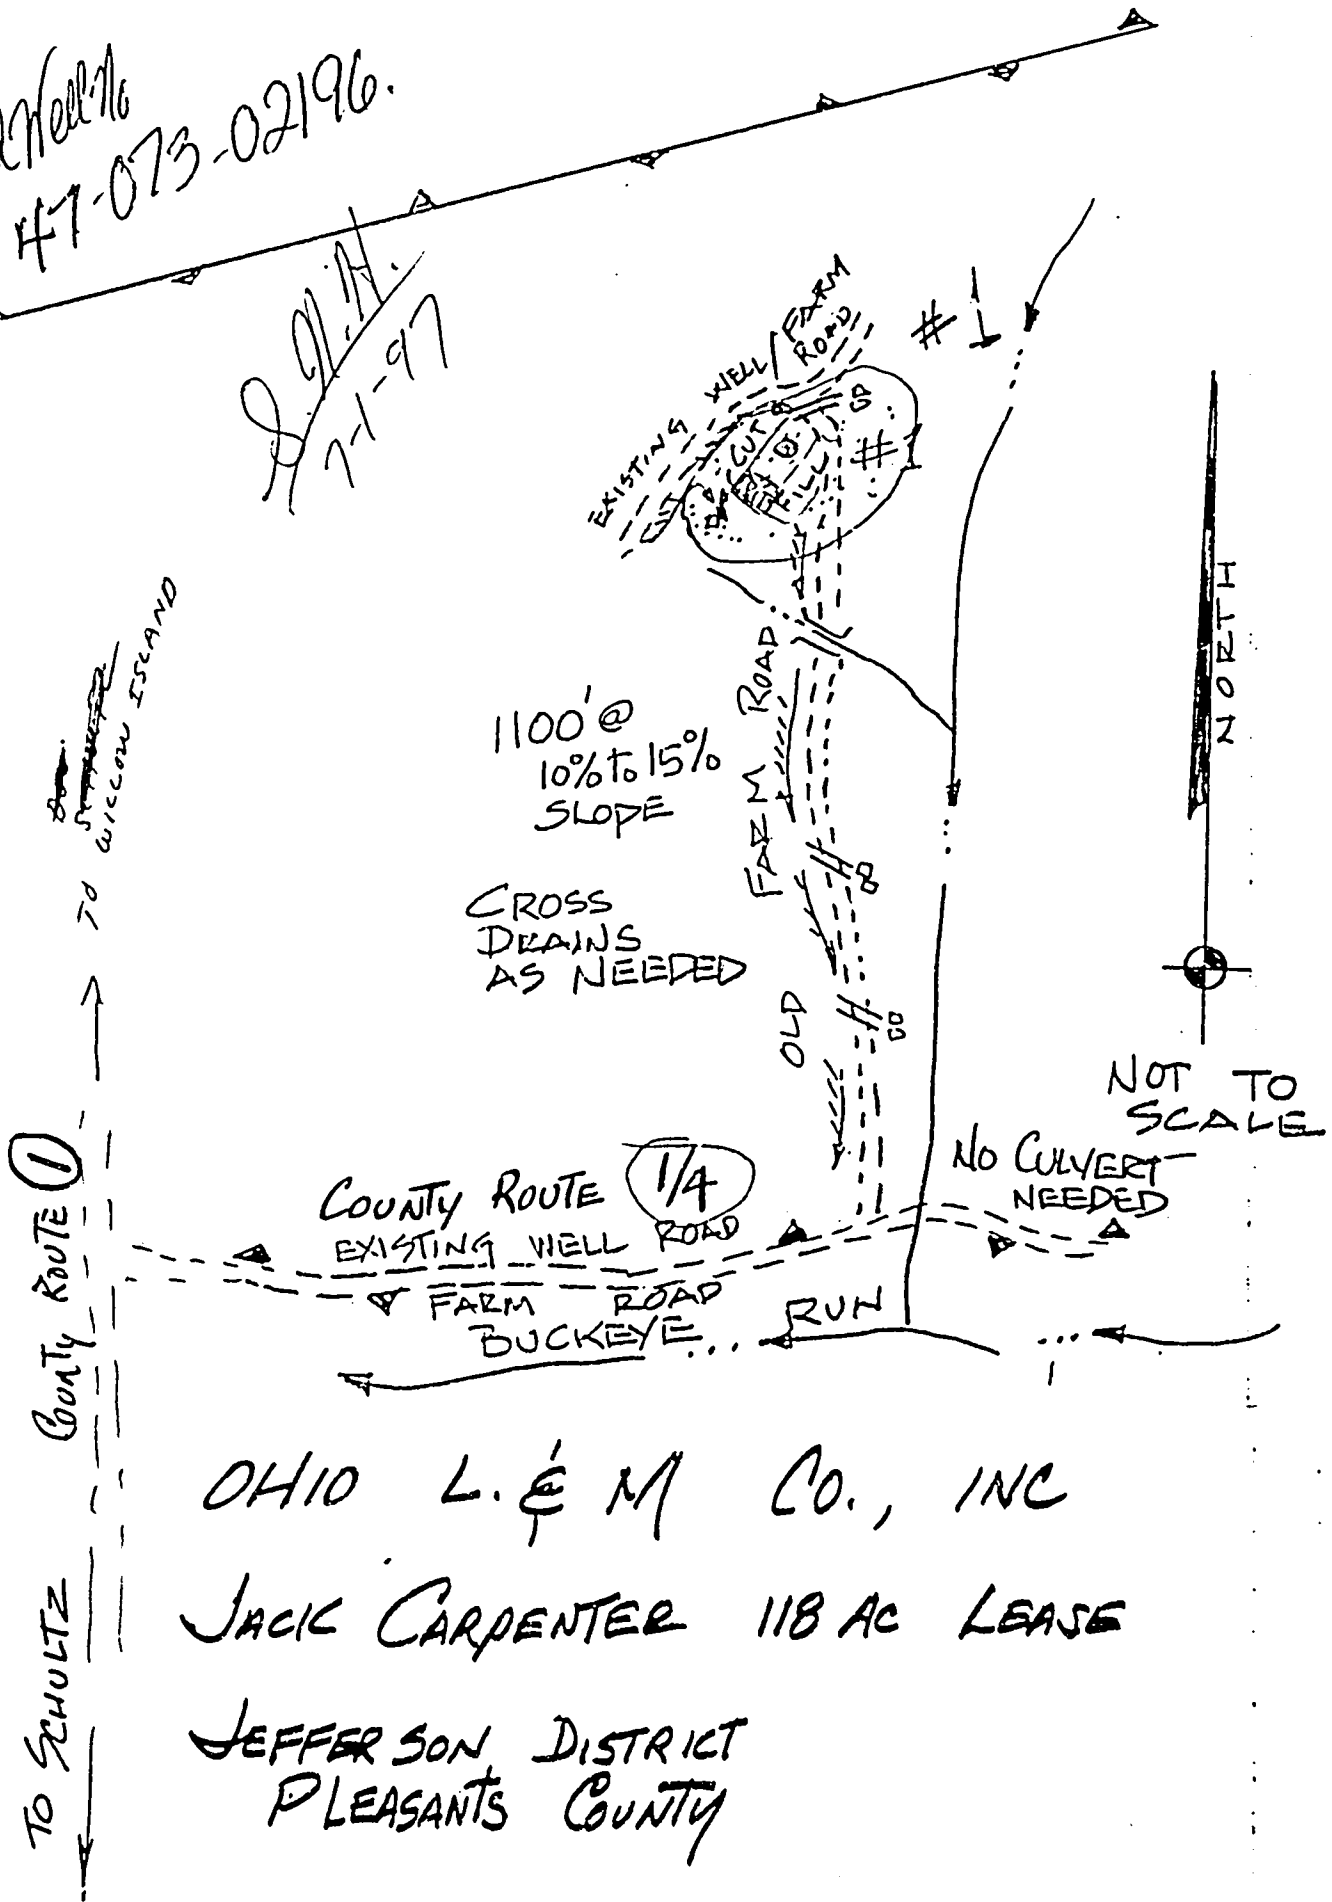 Well No
47-073-02196.
7-1-97
#1
EXISTING WELL / FARM
ROAD
CUT
FILL
#1
TO WILLOW ISLAND
NORTH
1100' @
10% To 15%
SLOPE
CROSS
DRAINS
AS NEEDED
OLD FARM ROAD
NOT TO
SCALE
NO CULVERT
NEEDED
COUNTY ROUTE 1/4
EXISTING WELL ROAD
FARM ROAD
BUCKEYE RUN
COUNTY ROUTE 1
TO SCHULTZ
OHIO L. & M CO., INC
JACK CARPENTER 118 AC LEASE
JEFFERSON DISTRICT
PLEASANTS COUNTY